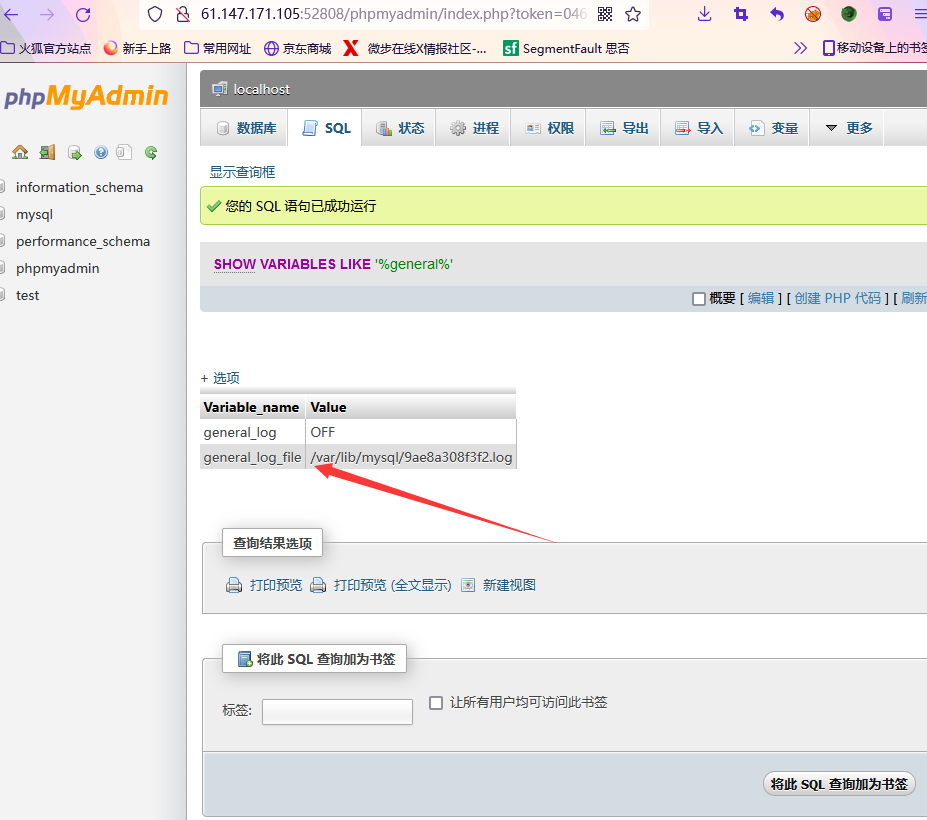 61.147.171.105:52808/phpmyadmin/index.php?token=046
火狐官方站点 新手上路 常用网址 京东商城 微步在线X情报社区-... SegmentFault 思否 移动设备上的书签
phpMyAdmin
localhost
数据库 SQL 状态 进程 权限 导出 导入 变量 更多
information_schema
mysql
performance_schema
phpmyadmin
test
显示查询框
您的 SQL 语句已成功运行
SHOW VARIABLES LIKE '%general%'
概要 [ 编辑 ] [ 创建 PHP 代码 ] [ 刷新
+ 选项
Variable_name Value
general_log OFF
general_log_file /var/lib/mysql/9ae8a308f3f2.log
查询结果选项
打印预览 打印预览 (全文显示) 新建视图
将此 SQL 查询加为书签
标签: 让所有用户均可访问此书签
将此 SQL 查询加为书签